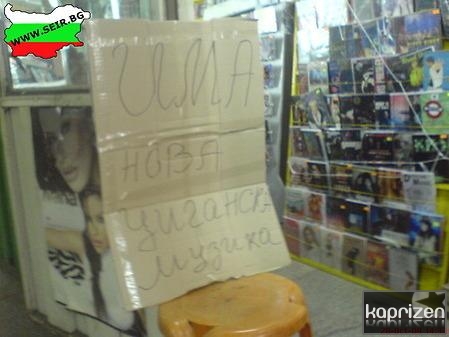 WWW.SEIR.BG
ИМА
НОВА
ЦИГАНСКА
МУЗИКА
kaprizen